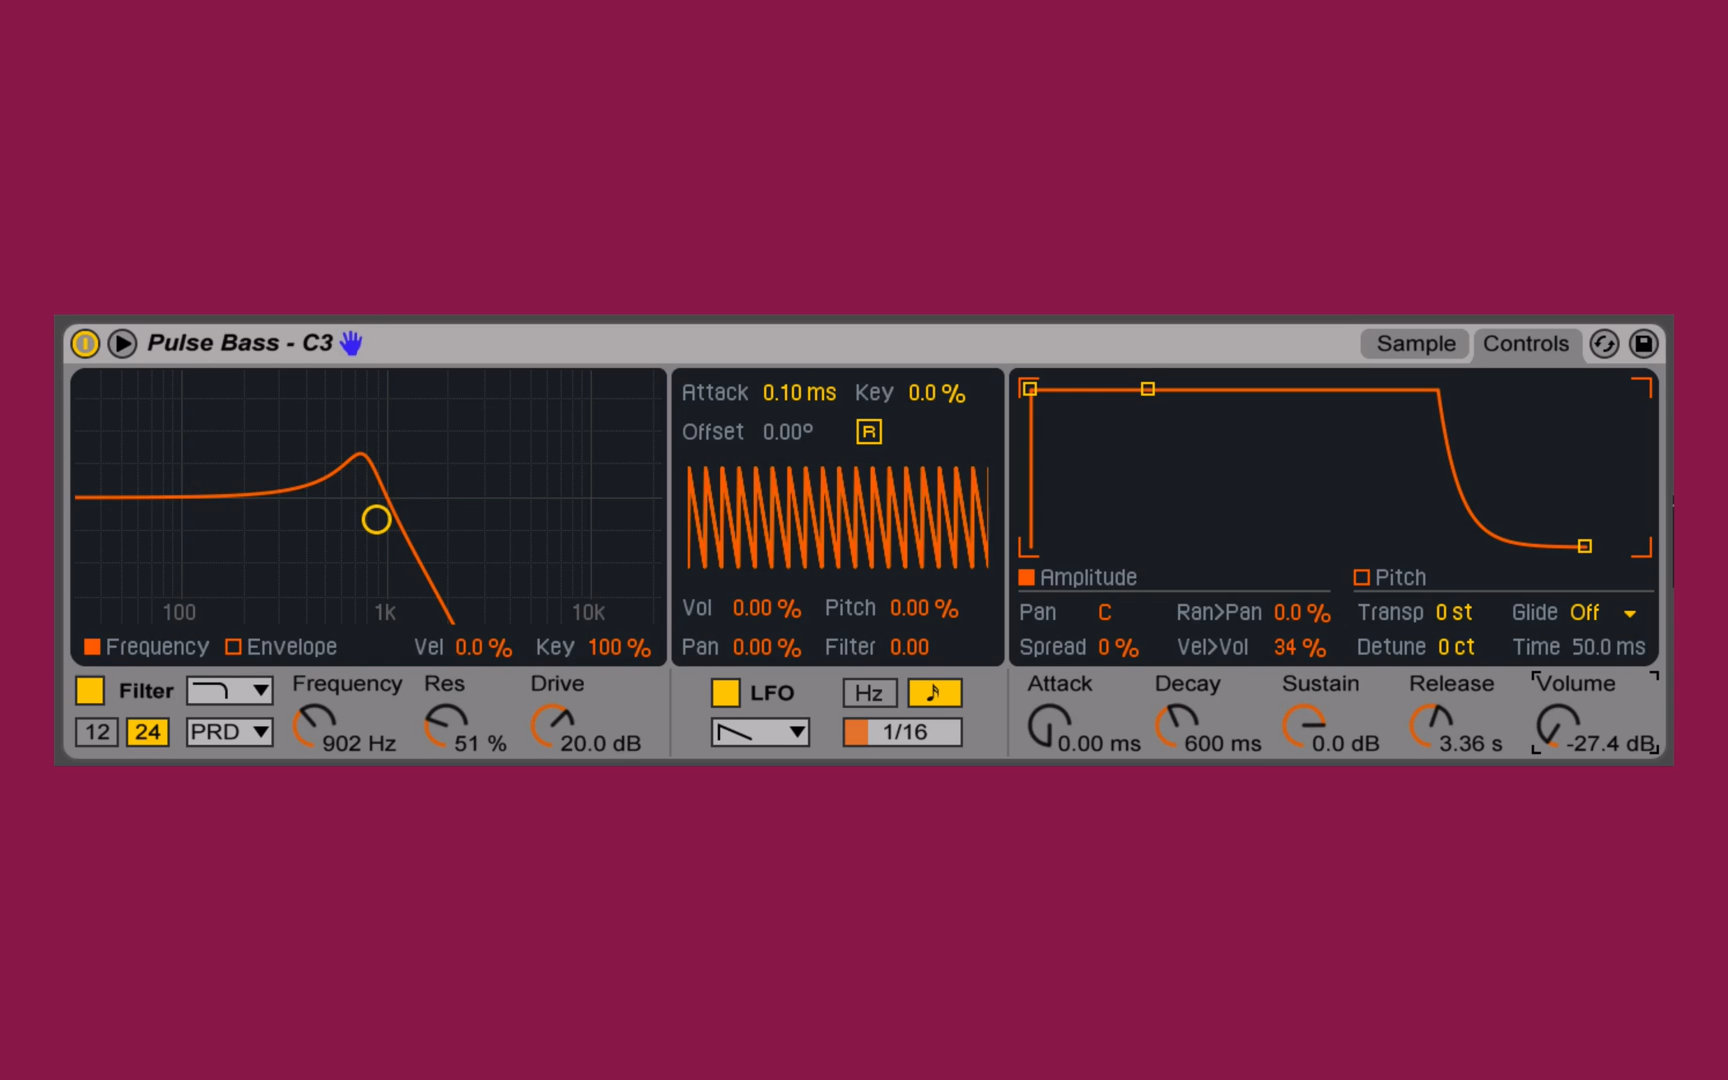 Pulse Bass - C3
Sample Controls
100 1k 10k
Frequency Envelope Vel 0.0 % Key 100 %
Attack 0.10 ms Key 0.0 %
Offset 0.00° R
Vol 0.00 % Pitch 0.00 %
Pan 0.00 % Filter 0.00
Amplitude Pitch
Pan C Ran>Pan 0.0 % Transp 0 st Glide Off
Spread 0 % Vel>Vol 34 % Detune 0 ct Time 50.0 ms
Filter Frequency Res Drive
12 24 PRD 902 Hz 51 % 20.0 dB
LFO Hz
1/16
Attack Decay Sustain Release Volume
0.00 ms 600 ms 0.0 dB 3.36 s -27.4 dB